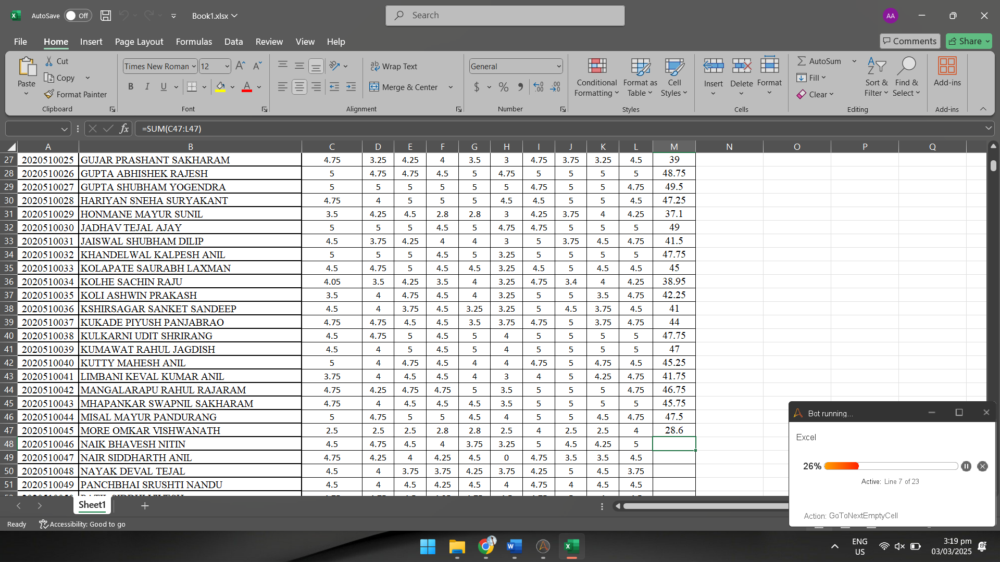 AutoSave Off Book1.xlsx Search AA
File Home Insert Page Layout Formulas Data Review View Help Comments Share
Paste Cut Copy Format Painter Clipboard
Times New Roman 12 B I U A Font
Wrap Text Merge & Center Alignment
General $ % Number
Conditional Formatting Format as Table Cell Styles Styles
Insert Delete Format Cells
AutoSum Fill Clear Sort & Filter Find & Select Editing
Add-ins Add-ins
fx =SUM(C47:L47)
A B C D E F G H I J K L M N O P Q
27 2020510025 GUJAR PRASHANT SAKHARAM 4.75 3.25 4.25 4 3.5 3 4.75 3.75 3.25 4.5 39
28 2020510026 GUPTA ABHISHEK RAJESH 5 4.75 4.75 4.5 5 4.75 5 5 5 5 48.75
29 2020510027 GUPTA SHUBHAM YOGENDRA 5 5 5 5 5 5 4.75 5 5 4.75 49.5
30 2020510028 HARIYAN SNEHA SURYAKANT 4.75 4 5 5 5 4.5 4.5 5 5 4.5 47.25
31 2020510029 HONMANE MAYUR SUNIL 3.5 4.25 4.5 2.8 2.8 3 4.25 3.75 4 4.25 37.1
32 2020510030 JADHAV TEJAL AJAY 5 5 5 4.5 5 4.75 4.75 5 5 5 49
33 2020510031 JAISWAL SHUBHAM DILIP 4.5 3.75 4.25 4 4 3 5 3.75 4.5 4.75 41.5
34 2020510032 KHANDELWAL KALPESH ANIL 5 5 5 4.5 5 3.25 5 5 5 5 47.75
35 2020510033 KOLAPATE SAURABH LAXMAN 4.5 4.75 5 4.5 4.5 3.25 4.5 5 4.5 4.5 45
36 2020510034 KOLHE SACHIN RAJU 4.05 3.5 4.25 3.5 4 3.25 4.75 3.4 4 4.25 38.95
37 2020510035 KOLI ASHWIN PRAKASH 3.5 4 4.75 4.5 4 3.25 5 5 3.5 4.75 42.25
38 2020510036 KSHIRSAGAR SANKET SANDEEP 4.5 4 3.75 4.5 3.25 3.25 5 4.5 3.75 4.5 41
39 2020510037 KUKADE PIYUSH PANJABRAO 4.75 4.75 4.5 4.5 3.5 3.75 4.75 5 3.75 4.75 44
40 2020510038 KULKARNI UDIT SHRIRANG 4.5 4.75 5 4.5 5 4 5 5 5 5 47.75
41 2020510039 KUMAWAT RAHUL JAGDISH 4.5 4 5 4.5 5 4 5 5 5 5 47
42 2020510040 KUTTY MAHESH ANIL 5 4 4.75 4.5 4 4 4.75 5 4.75 4.5 45.25
43 2020510041 LIMBANI KEVAL KUMAR ANIL 3.75 4 4.5 4.5 4 3 4 5 4.25 4.75 41.75
44 2020510042 MANGALARAPU RAHUL RAJARAM 4.75 4.25 4.75 4.75 5 3.5 5 5 5 4.75 46.75
45 2020510043 MHAPANKAR SWAPNIL SAKHARAM 4.75 4 4.5 4.5 4.5 3.5 5 5 5 5 45.75
46 2020510044 MISAL MAYUR PANDURANG 5 4.75 5 5 4.5 4 5 5 4.5 4.75 47.5
47 2020510045 MORE OMKAR VISHWANATH 2.5 2.5 2.5 2.8 2.8 2.5 4 2.5 2.5 4 28.6
48 2020510046 NAIK BHAVESH NITIN 4.5 4.75 4.5 4 3.75 3.25 5 4.5 4.25 5
49 2020510047 NAIR SIDDHARTH ANIL 4.75 4.25 4 4.25 4.5 0 4.75 3.5 3.5 4.5
50 2020510048 NAYAK DEVAL TEJAL 4.5 4 3.75 3.75 4.25 3.75 4.25 5 4.5 3.75
51 2020510049 PANCHBHAI SRUSHTI NANDU 4.5 4 4.5 4.25 4.5 4 4.75 4 4.5 4.5
Bot running...
Excel
26%
Active: Line 7 of 23
Action: GoToNextEmptyCell
Sheet1
Ready Accessibility: Good to go
ENG
US
3:19 pm
03/03/2025